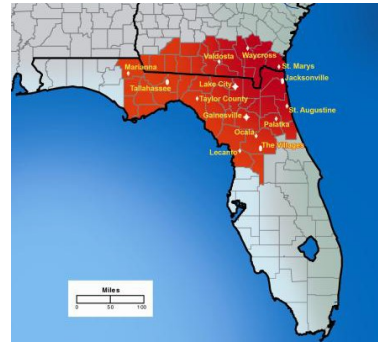 Waycross
Valdosta
St. Marys
Marianna
Jacksonville
Lake City
Tallahassee
Taylor County
St. Augustine
Gainesville
Palatka
Ocala
Lecanto
The Villages
Miles
0 50 100